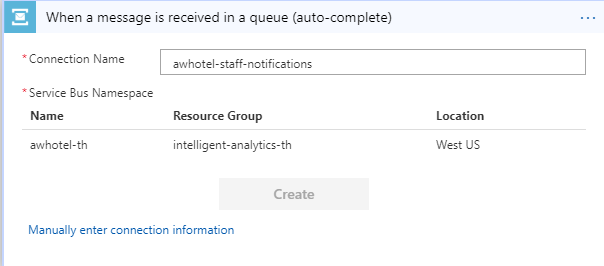 When a message is received in a queue (auto-complete) ...
* Connection Name awhotel-staff-notifications
* Service Bus Namespace
Name Resource Group Location
awhotel-th intelligent-analytics-th West US
Create
Manually enter connection information